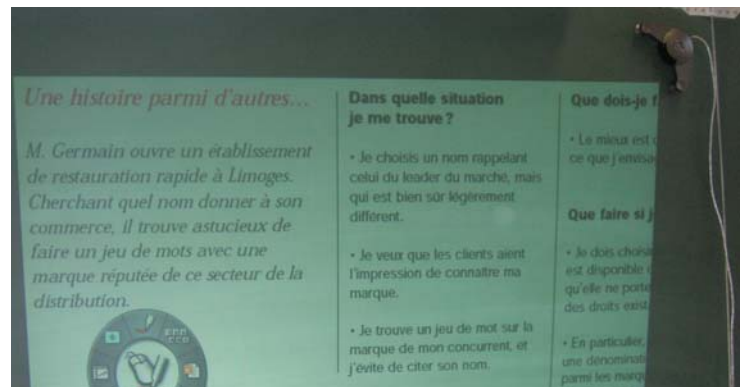 Une histoire parmi d'autres...
M. Germain ouvre un établissement
de restauration rapide à Limoges.
Cherchant quel nom donner à son
commerce, il trouve astucieux de
faire un jeu de mots avec une
marque réputée de ce secteur de la
distribution.
Dans quelle situation
je me trouve ?
• Je choisis un nom rappelant
celui du leader du marché, mais
qui est bien sûr légèrement
différent.
• Je veux que les clients aient
l'impression de connaître ma
marque.
• Je trouve un jeu de mot sur la
marque de mon concurrent, et
j'évite de citer son nom.
Que dois-je
• Le mieux est
ce que j'envisa
Que faire si j
• Je dois choisi
est disponible
qu'elle ne porte
des droits exist
• En particulier,
une dénominati
parmi les marqu